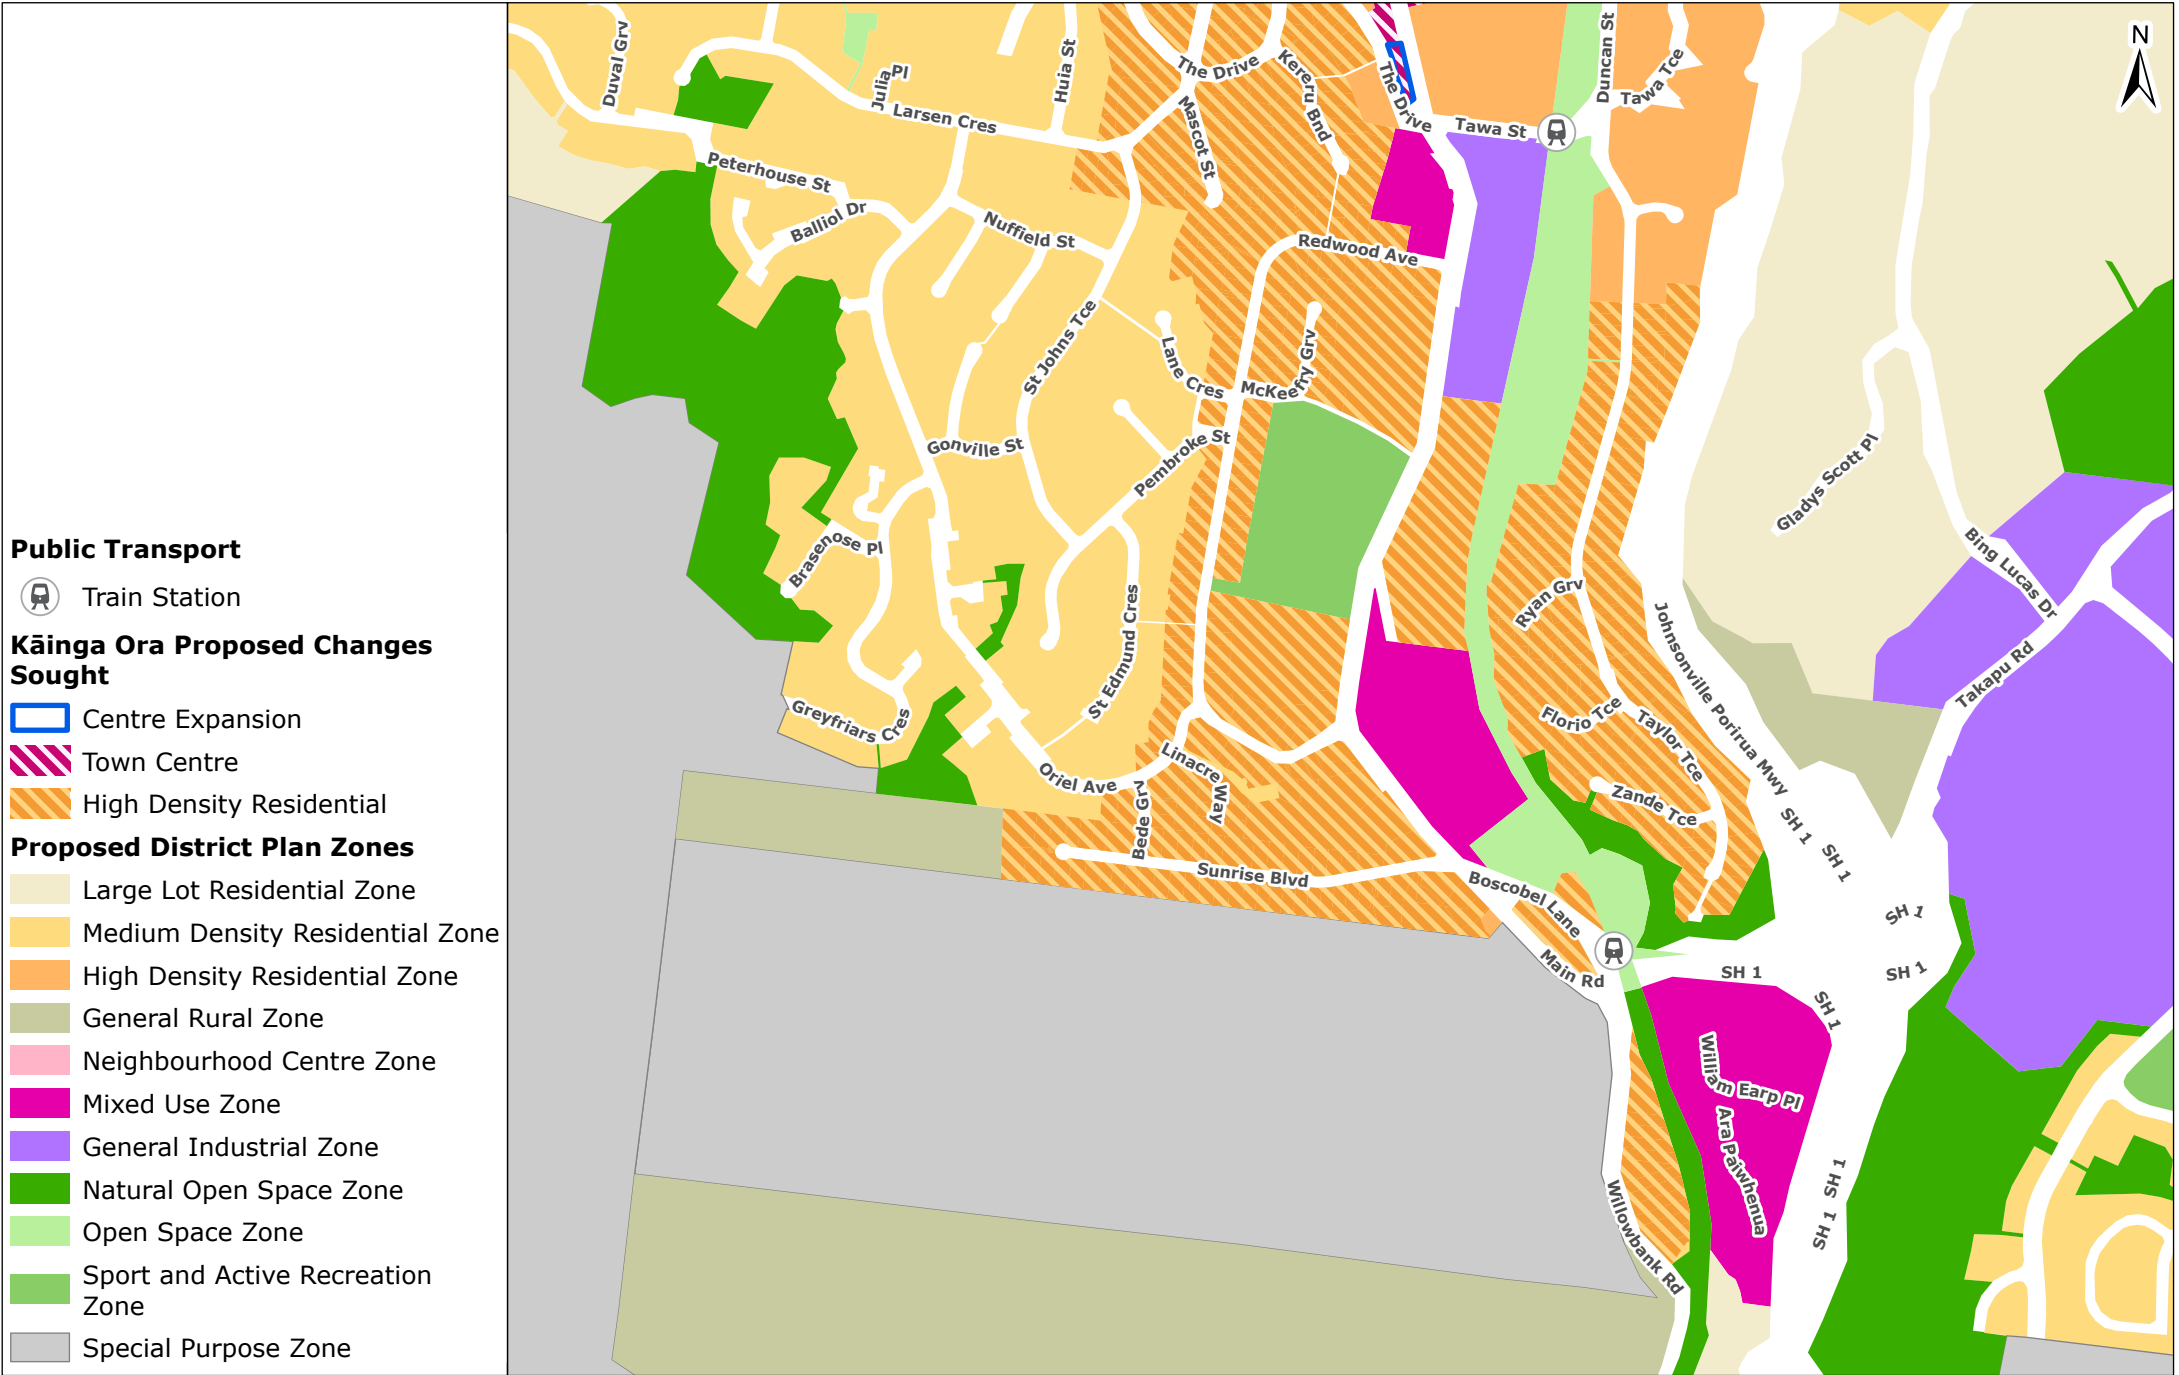 Public Transport
Train Station
Kāinga Ora Proposed Changes
Sought
Centre Expansion
Town Centre
High Density Residential
Proposed District Plan Zones
Large Lot Residential Zone
Medium Density Residential Zone
High Density Residential Zone
General Rural Zone
Neighbourhood Centre Zone
Mixed Use Zone
General Industrial Zone
Natural Open Space Zone
Open Space Zone
Sport and Active Recreation
Zone
Special Purpose Zone
N
Duval Grv
Julia Pl
Huia St
The Drive
Kereru Bnd
The Drive
Duncan St
Tawa Tce
Larsen Cres
Mascot St
Tawa St
Peterhouse St
Balliol Dr
Nuffield St
Redwood Ave
St Johns Tce
Lane Cres
McKeefry Grv
Gonville St
Pembroke St
Gladys Scott Pl
Brasenose Pl
Bing Lucas Dr
Ryan Grv
St Edmund Cres
Johnsonville Porirua Mwy
Takapu Rd
Greyfriars Cres
Florio Tce
Taylor Tce
Oriel Ave
Linacre Way
Bede Grv
Zande Tce
SH 1
SH 1
Sunrise Blvd
Boscobel Lane
SH 1
Main Rd
SH 1
SH 1
SH 1
William Earp Pl
Ara Paiwhenua
SH 1
SH 1
Willowbank Rd